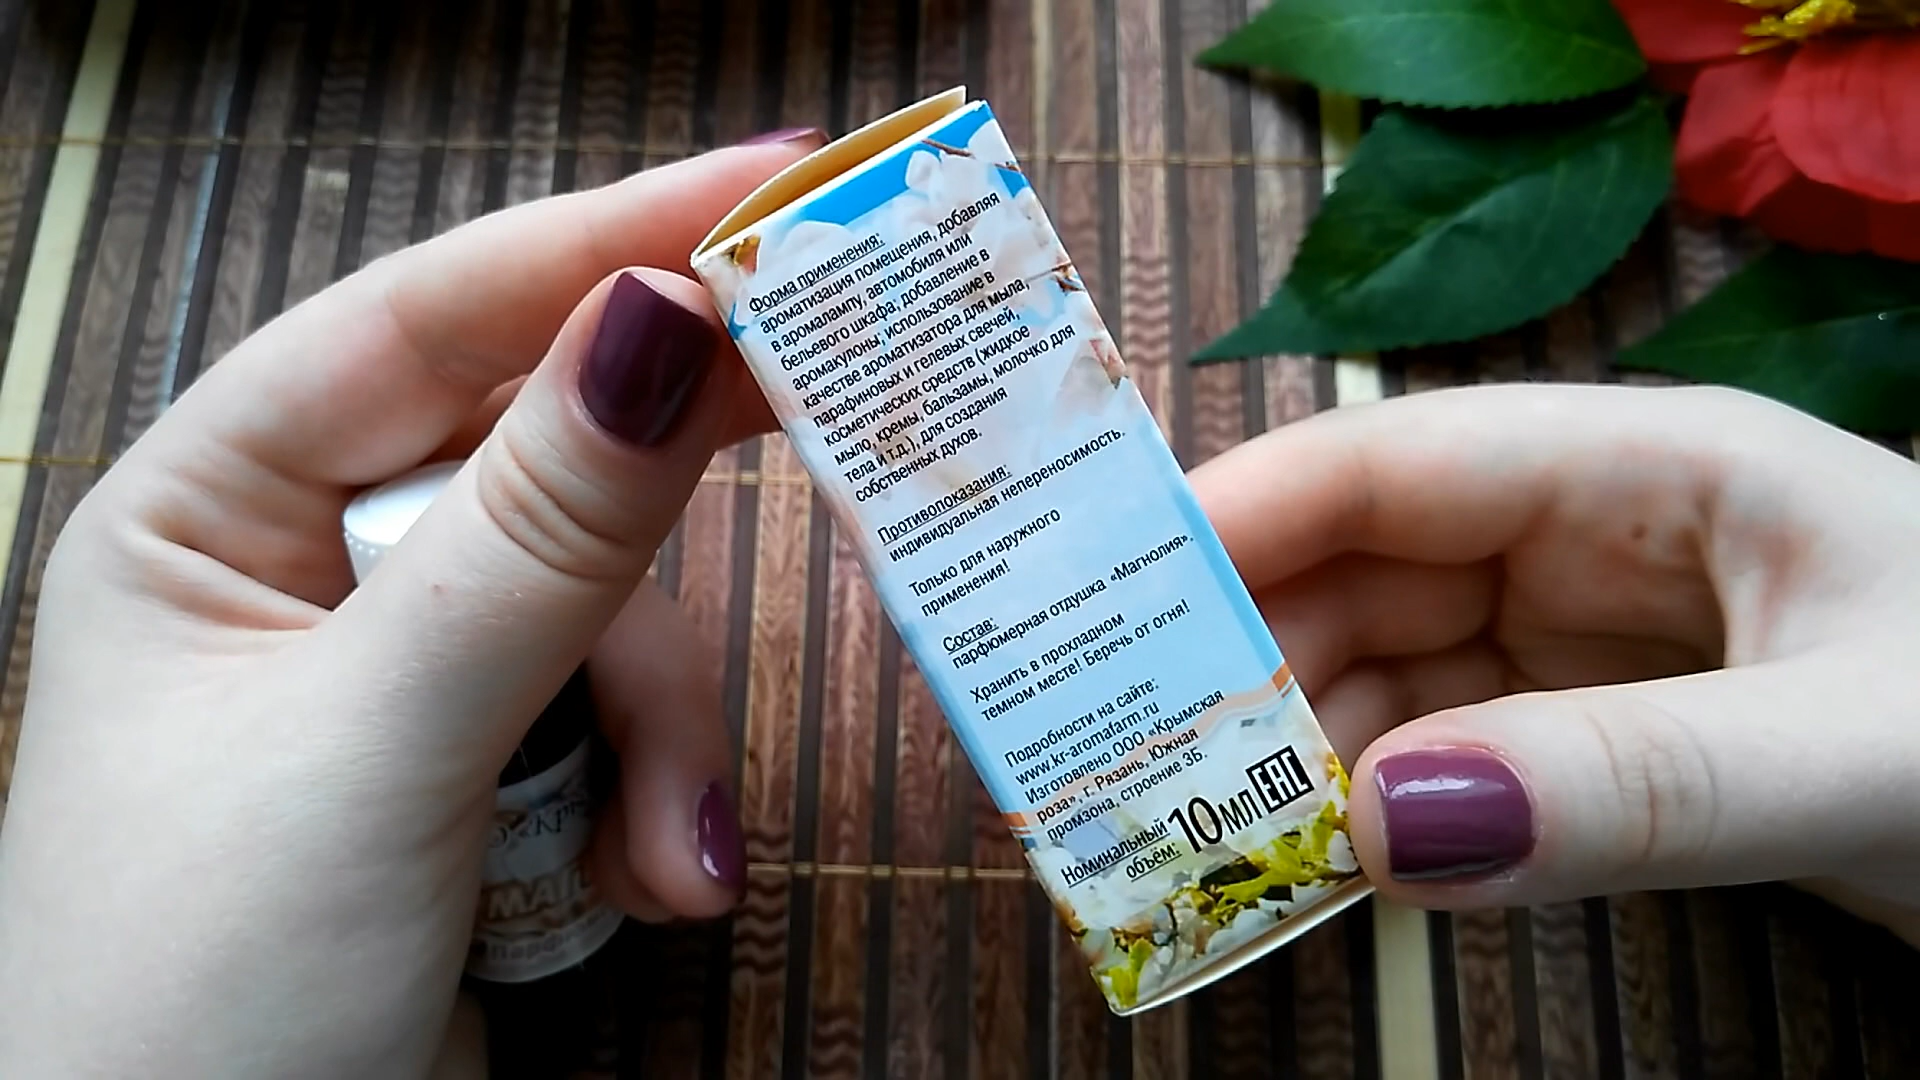 Форма применения:
ароматизация помещения, добавляя
в аромалампу, автомобиля или
бельевого шкафа; добавление в
аромакулоны; использование в
качестве ароматизатора для мыла,
парафиновых и гелевых свечей,
косметических средств (жидкое
мыло, кремы, бальзамы, молочко для
тела и т.д.), для создания
собственных духов.
Противопоказания:
индивидуальная непереносимость.
Только для наружного
применения!
Состав:
парфюмерная отдушка «Магнолия».
Хранить в прохладном
темном месте! Беречь от огня!
Подробности на сайте:
www.kr-aromafarm.ru
Изготовлено ООО «Крымская
роза», г. Рязань, Южная
промзона, строение 3Б.
Номинальный
объём: 10мл EAC